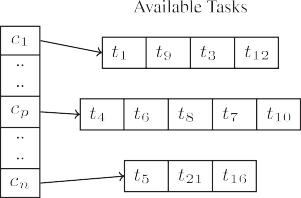 Available Tasks
c₁ t₁ t₉ t₃ t₁₂
..
..
cₚ t₄ t₆ t₈ t₇ t₁₀
..
..
cₙ t₅ t₂₁ t₁₆